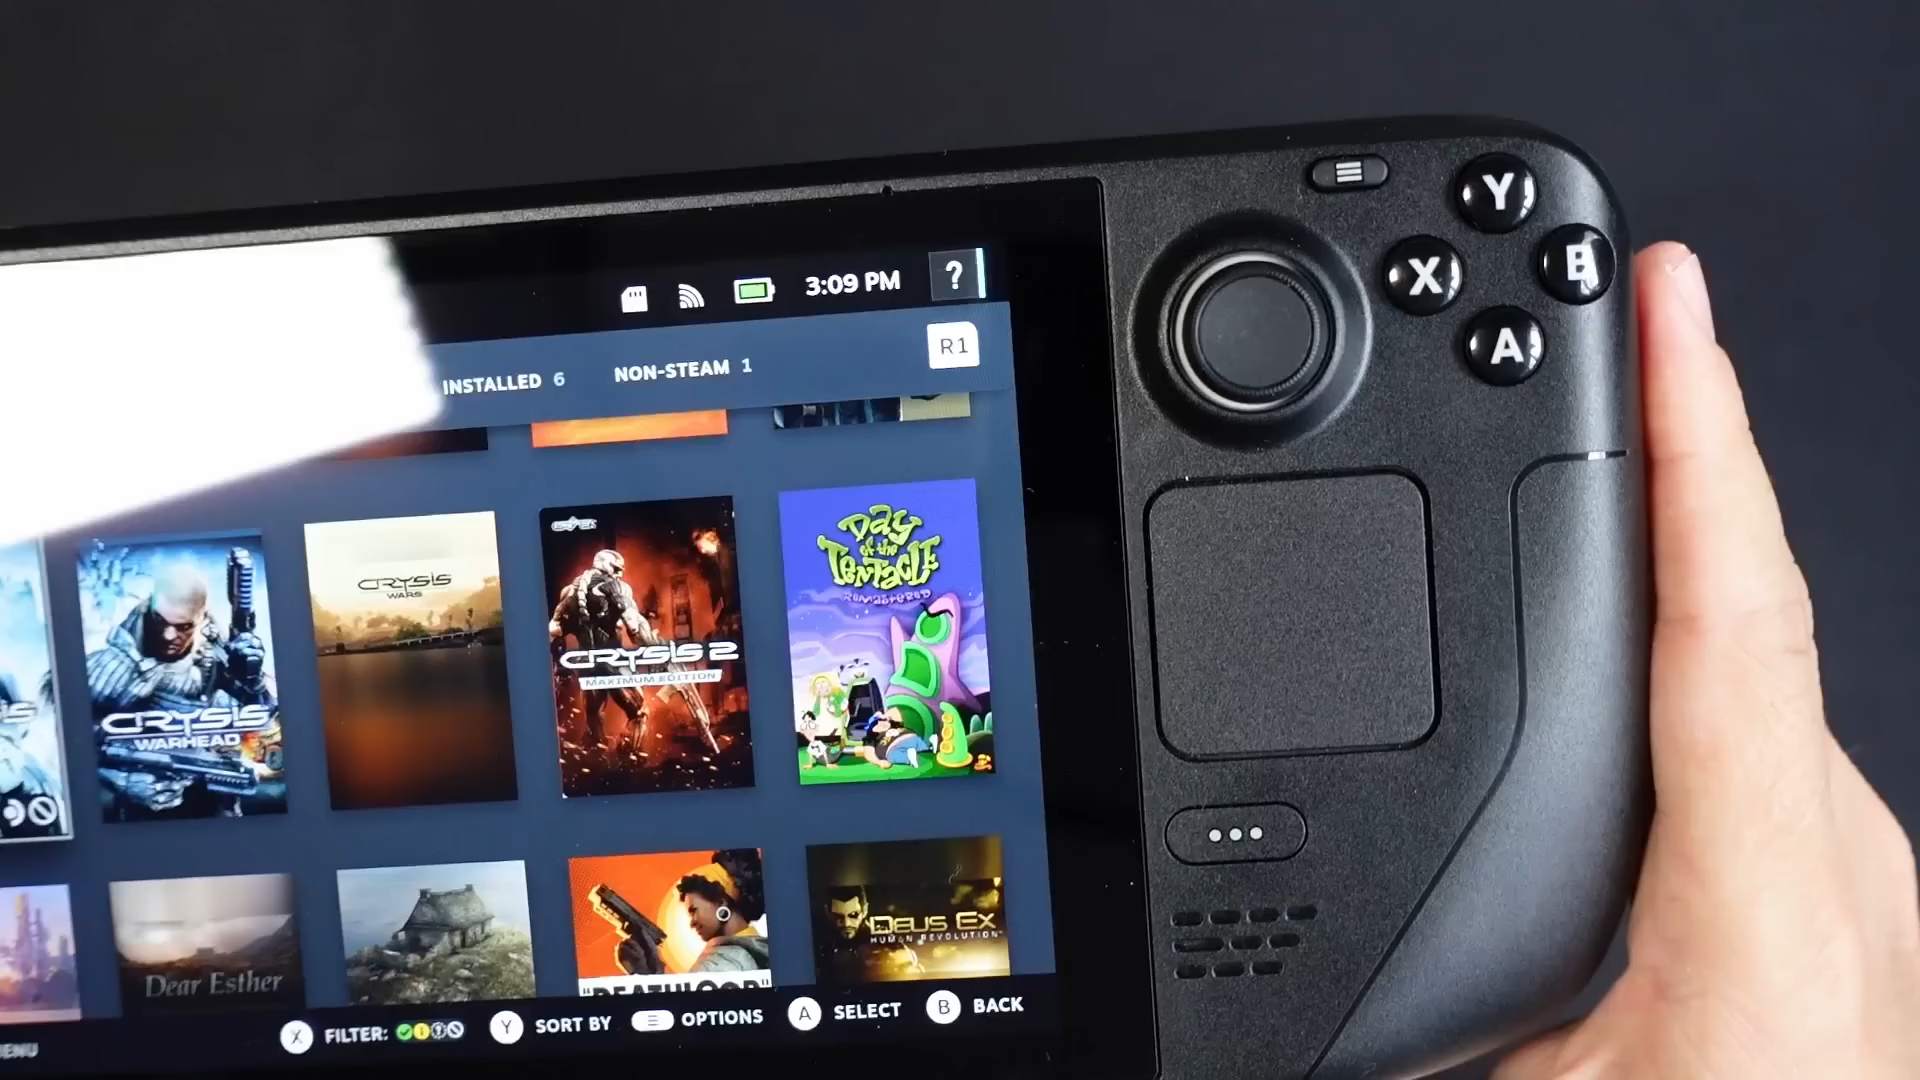 3:09 PM
?
INSTALLED 6
NON-STEAM 1
R1
Y
X
B
A
CRYSIS
WARHEAD
CRYSIS
WARS
CRYSIS 2
MAXIMUM EDITION
Day
of the
Tentacle
Remastered
Dear Esther
"DEATHLOOP"
DEUS EX
HUMAN REVOLUTION
X FILTER:
Y SORT BY
OPTIONS
A SELECT
B BACK